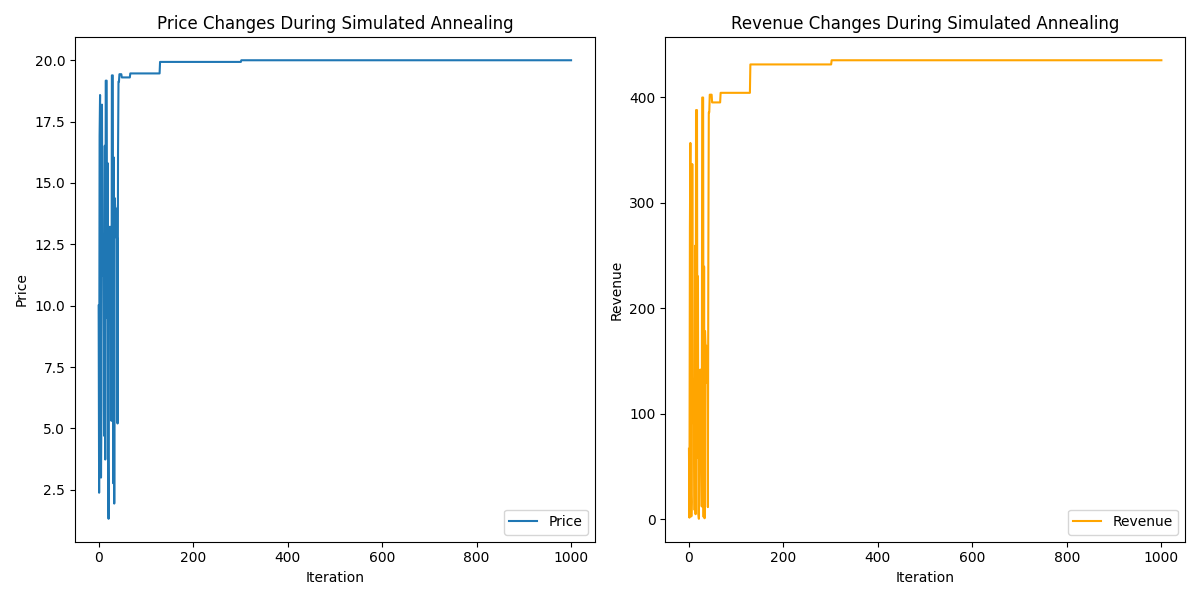 Price Changes During Simulated Annealing
20.0
17.5
15.0
12.5
10.0
7.5
5.0
2.5
Price
0 200 400 600 800 1000
Iteration
Price
Revenue Changes During Simulated Annealing
400
300
200
100
0
Revenue
0 200 400 600 800 1000
Iteration
Revenue